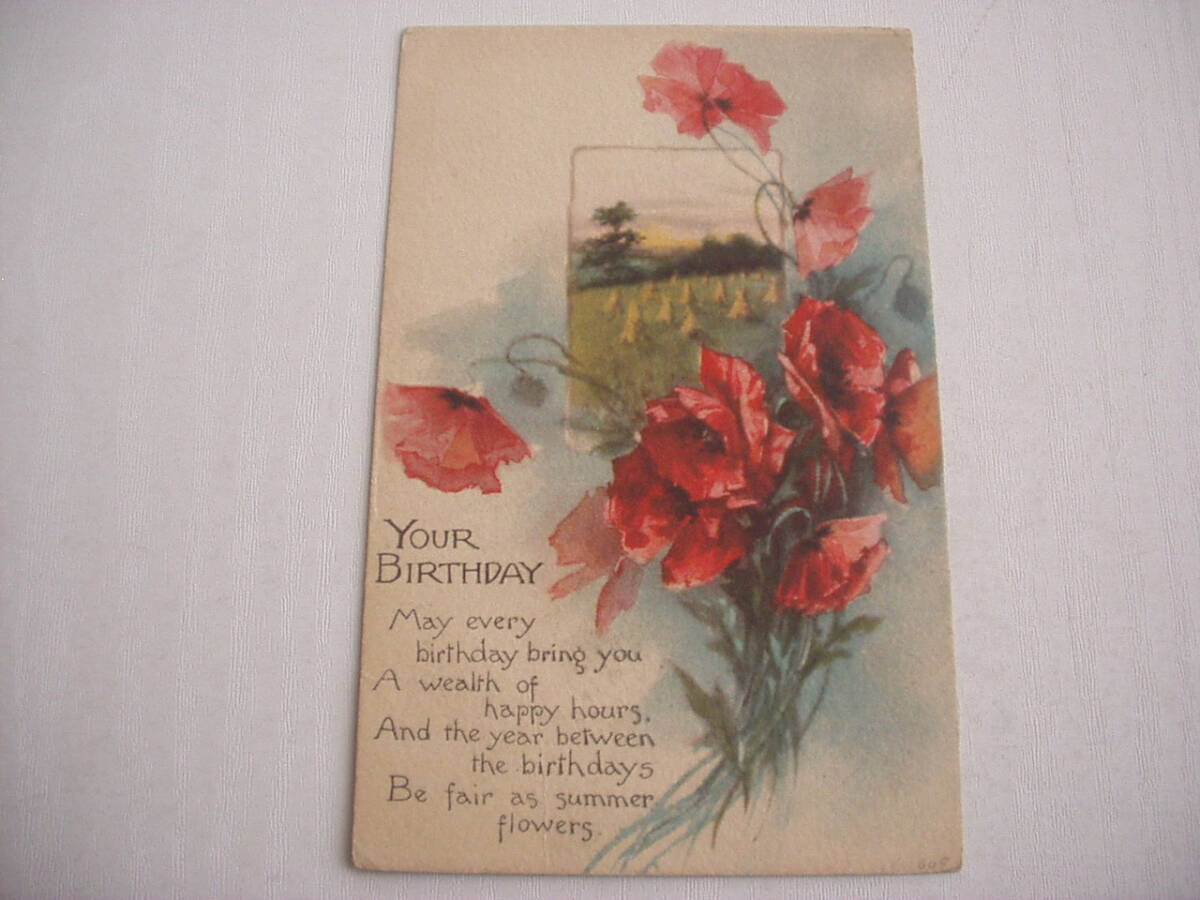 YOUR
BIRTHDAY
May every
birthday bring you
A wealth of
happy hours,
And the year between
the birthdays
Be fair as summer
flowers.